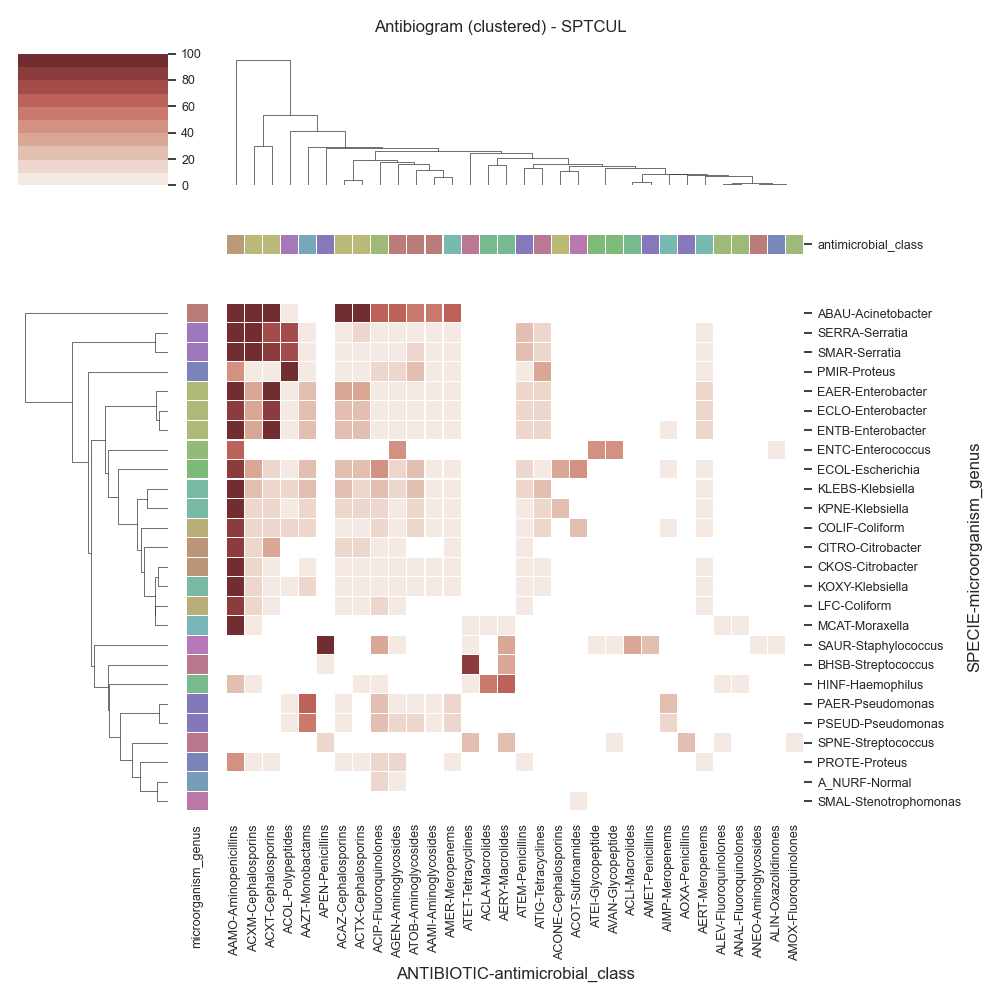 Antibiogram (clustered) - SPTCUL
100
80
60
40
20
0
antimicrobial_class
ABAU-Acinetobacter
SERRA-Serratia
SMAR-Serratia
PMIR-Proteus
EAER-Enterobacter
ECLO-Enterobacter
ENTB-Enterobacter
ENTC-Enterococcus
ECOL-Escherichia
KLEBS-Klebsiella
KPNE-Klebsiella
COLIF-Coliform
CITRO-Citrobacter
CKOS-Citrobacter
KOXY-Klebsiella
LFC-Coliform
MCAT-Moraxella
SAUR-Staphylococcus
BHSB-Streptococcus
HINF-Haemophilus
PAER-Pseudomonas
PSEUD-Pseudomonas
SPNE-Streptococcus
PROTE-Proteus
A_NURF-Normal
SMAL-Stenotrophomonas
SPECIE-microorganism_genus
microorganism_genus
AAMO-Aminopenicillins
ACXM-Cephalosporins
ACXT-Cephalosporins
ACOL-Polypeptides
AAZT-Monobactams
APEN-Penicillins
ACAZ-Cephalosporins
ACTX-Cephalosporins
ACIP-Fluoroquinolones
AGEN-Aminoglycosides
ATOB-Aminoglycosides
AAMI-Aminoglycosides
AMER-Meropenems
ATET-Tetracyclines
ACLA-Macrolides
AERY-Macrolides
ATEM-Penicillins
ATIG-Tetracyclines
ACONE-Cephalosporins
ACOT-Sulfonamides
ATEI-Glycopeptide
AVAN-Glycopeptide
ACLI-Macrolides
AMET-Penicillins
AIMP-Meropenems
AOXA-Penicillins
AERT-Meropenems
ALEV-Fluoroquinolones
ANAL-Fluoroquinolones
ANEO-Aminoglycosides
ALIN-Oxazolidinones
AMOX-Fluoroquinolones
ANTIBIOTIC-antimicrobial_class